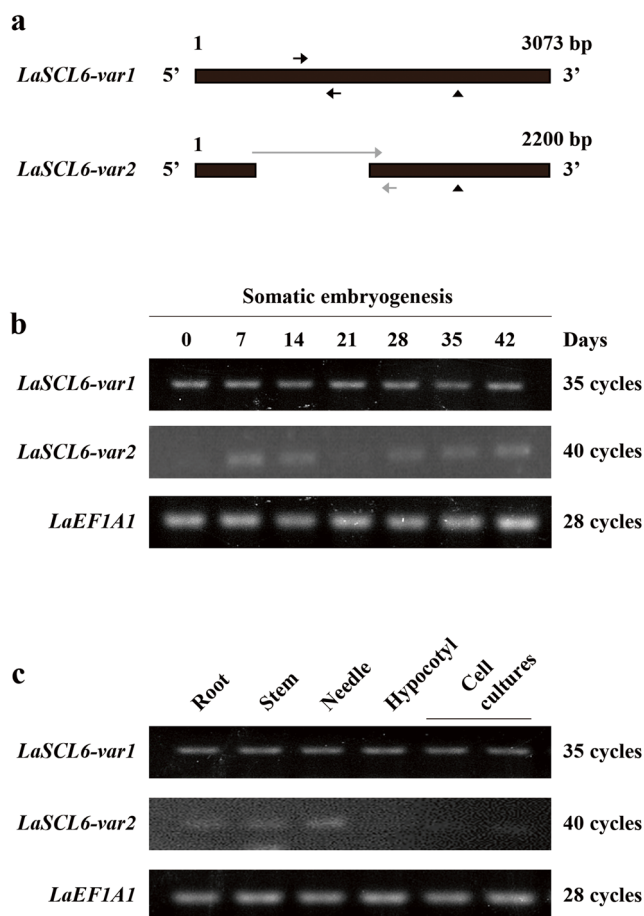 a
1 3073 bp
LaSCL6-var1 5’ 3’
1 2200 bp
LaSCL6-var2 5’ 3’
Somatic embryogenesis
b 0 7 14 21 28 35 42 Days
LaSCL6-var1 35 cycles
LaSCL6-var2 40 cycles
LaEF1A1 28 cycles
c Root Stem Needle Hypocotyl Cell cultures
LaSCL6-var1 35 cycles
LaSCL6-var2 40 cycles
LaEF1A1 28 cycles